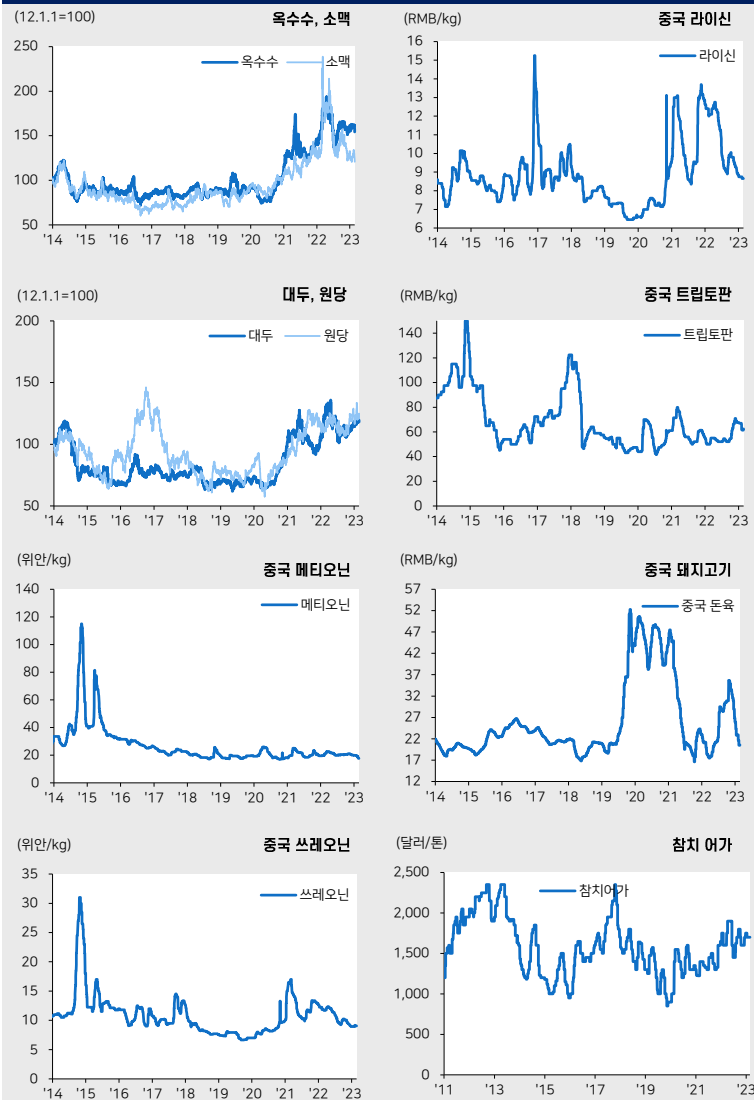 (12.1.1=100) 옥수수, 소맥
옥수수 소맥
250
200
150
100
50
'14 '15 '16 '17 '18 '19 '20 '21 '22 '23
(RMB/kg) 중국 라이신
라이신
16
15
14
13
12
11
10
9
8
7
6
'14 '15 '16 '17 '18 '19 '20 '21 '22 '23
(12.1.1=100) 대두, 원당
대두 원당
200
150
100
50
'14 '15 '16 '17 '18 '19 '20 '21 '22 '23
(RMB/kg) 중국 트립토판
트립토판
140
120
100
80
60
40
20
0
'14 '15 '16 '17 '18 '19 '20 '21 '22 '23
(위안/kg) 중국 메티오닌
메티오닌
140
120
100
80
60
40
20
0
'14 '15 '16 '17 '18 '19 '20 '21 '22 '23
(RMB/kg) 중국 돼지고기
중국 돈육
57
52
47
42
37
32
27
22
17
12
'14 '15 '16 '17 '18 '19 '20 '21 '22 '23
(위안/kg) 중국 쓰레오닌
쓰레오닌
35
30
25
20
15
10
5
0
'14 '15 '16 '17 '18 '19 '20 '21 '22 '23
(달러/톤) 참치 어가
참치어가
2,500
2,000
1,500
1,000
500
0
'11 '13 '15 '17 '19 '21 '23